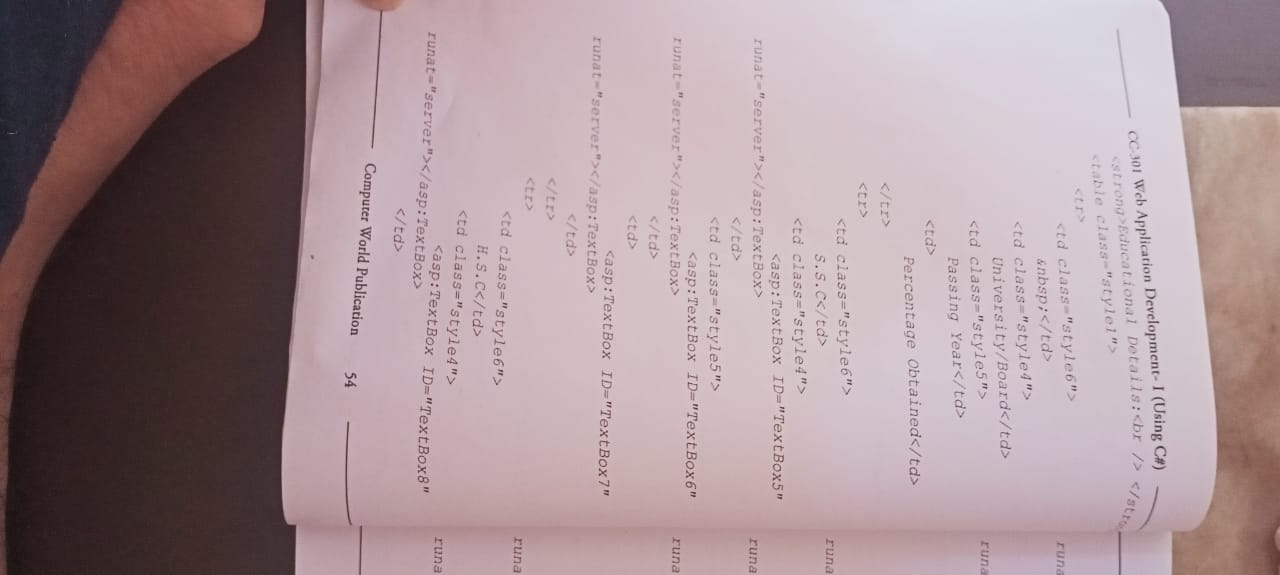 CC-301 Web Application Development- I (Using C#)
<strong>Educational Details:<br /> </stro
<table class="style1">
<tr>
<td class="style6">
&nbsp;</td>
<td class="style4">
University/Board</td>
<td class="style5">
Passing Year</td>
<td>
Percentage Obtained</td>
</tr>
<tr>
<td class="style6">
S.S.C</td>
<td class="style4">
<asp:TextBox ID="TextBox5"
runat="server"></asp:TextBox>
</td>
<td class="style5">
<asp:TextBox ID="TextBox6"
runat="server"></asp:TextBox>
</td>
<td>
<asp:TextBox ID="TextBox7"
runat="server"></asp:TextBox>
</td>
</tr>
<tr>
<td class="style6">
H.S.C</td>
<td class="style4">
<asp:TextBox ID="TextBox8"
runat="server"></asp:TextBox>
</td>
Computer World Publication 54
runa
runa
runa
runa
runa
runa
runa